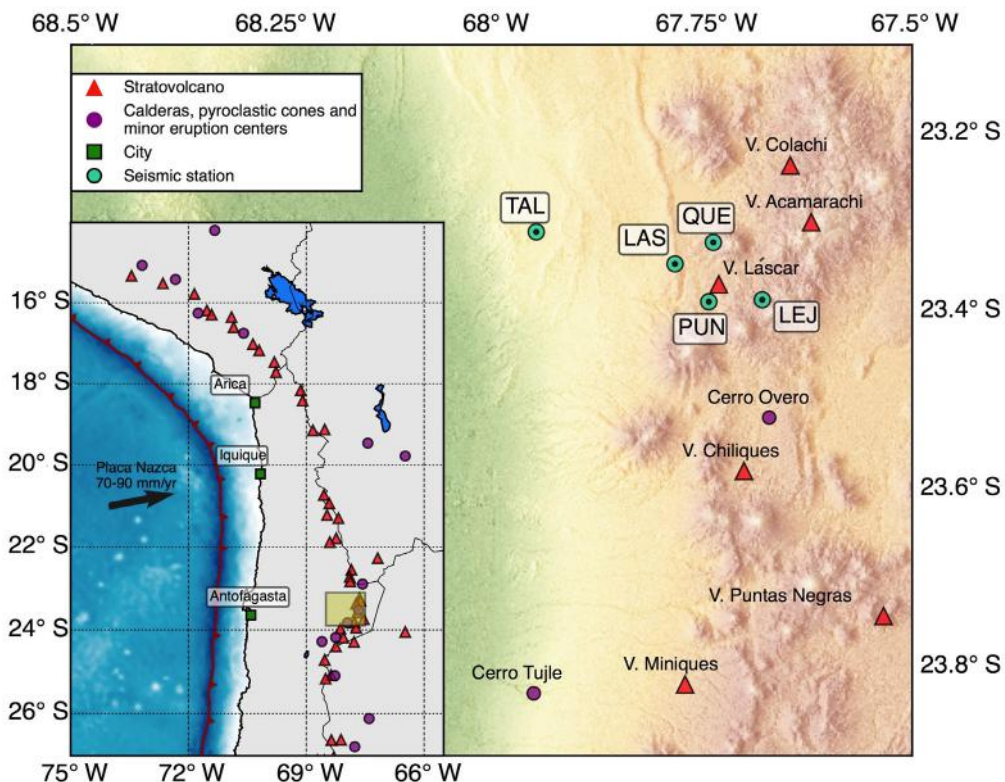 68.5° W
68.25° W
68° W
67.75° W
67.5° W
Stratovolcano
Calderas, pyroclastic cones and
minor eruption centers
City
Seismic station
23.2° S
23.4° S
23.6° S
23.8° S
V. Colachi
V. Acamarachi
TAL
QUE
LAS
V. Láscar
PUN
LEJ
Cerro Overo
V. Chiliques
V. Puntas Negras
V. Miniques
Cerro Tujle
16° S
18° S
20° S
22° S
24° S
26° S
Arica
Iquique
Placa Nazca
70-90 mm/yr
Antofagasta
75° W
72° W
69° W
66° W